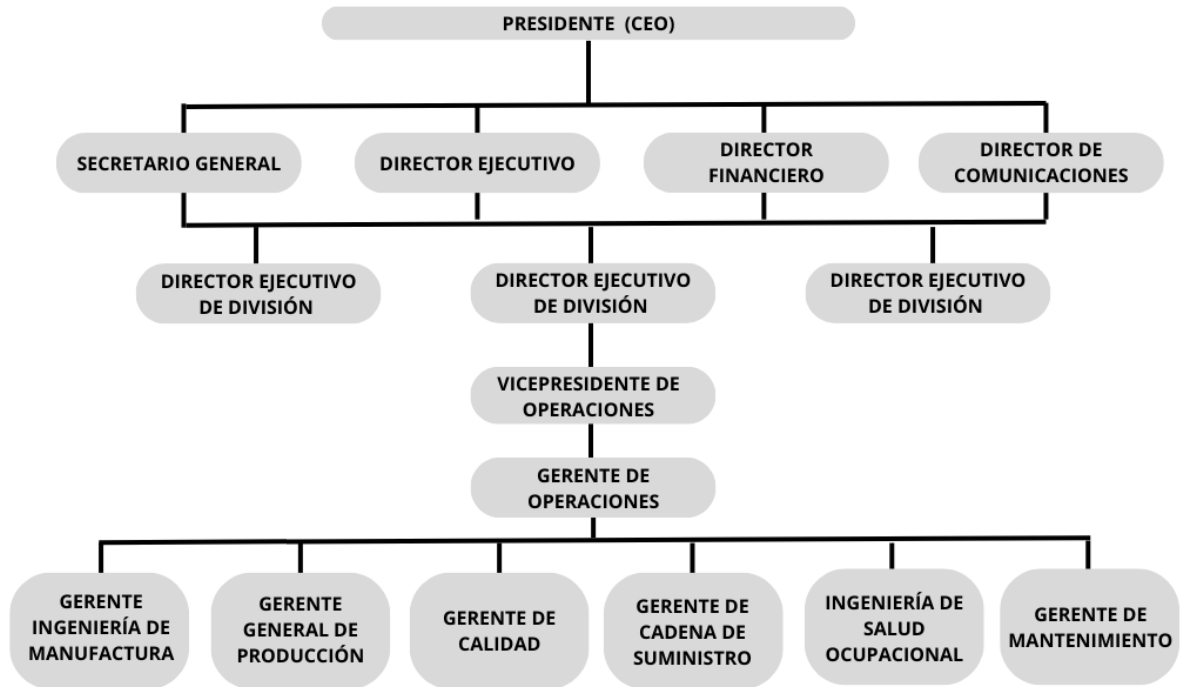 PRESIDENTE (CEO)
SECRETARIO GENERAL
DIRECTOR EJECUTIVO
DIRECTOR
FINANCIERO
DIRECTOR DE
COMUNICACIONES
DIRECTOR EJECUTIVO
DE DIVISIÓN
DIRECTOR EJECUTIVO
DE DIVISIÓN
DIRECTOR EJECUTIVO
DE DIVISIÓN
VICEPRESIDENTE DE
OPERACIONES
GERENTE DE
OPERACIONES
GERENTE
INGENIERÍA DE
MANUFACTURA
GERENTE
GENERAL DE
PRODUCCIÓN
GERENTE DE
CALIDAD
GERENTE DE
CADENA DE
SUMINISTRO
INGENIERÍA DE
SALUD
OCUPACIONAL
GERENTE DE
MANTENIMIENTO